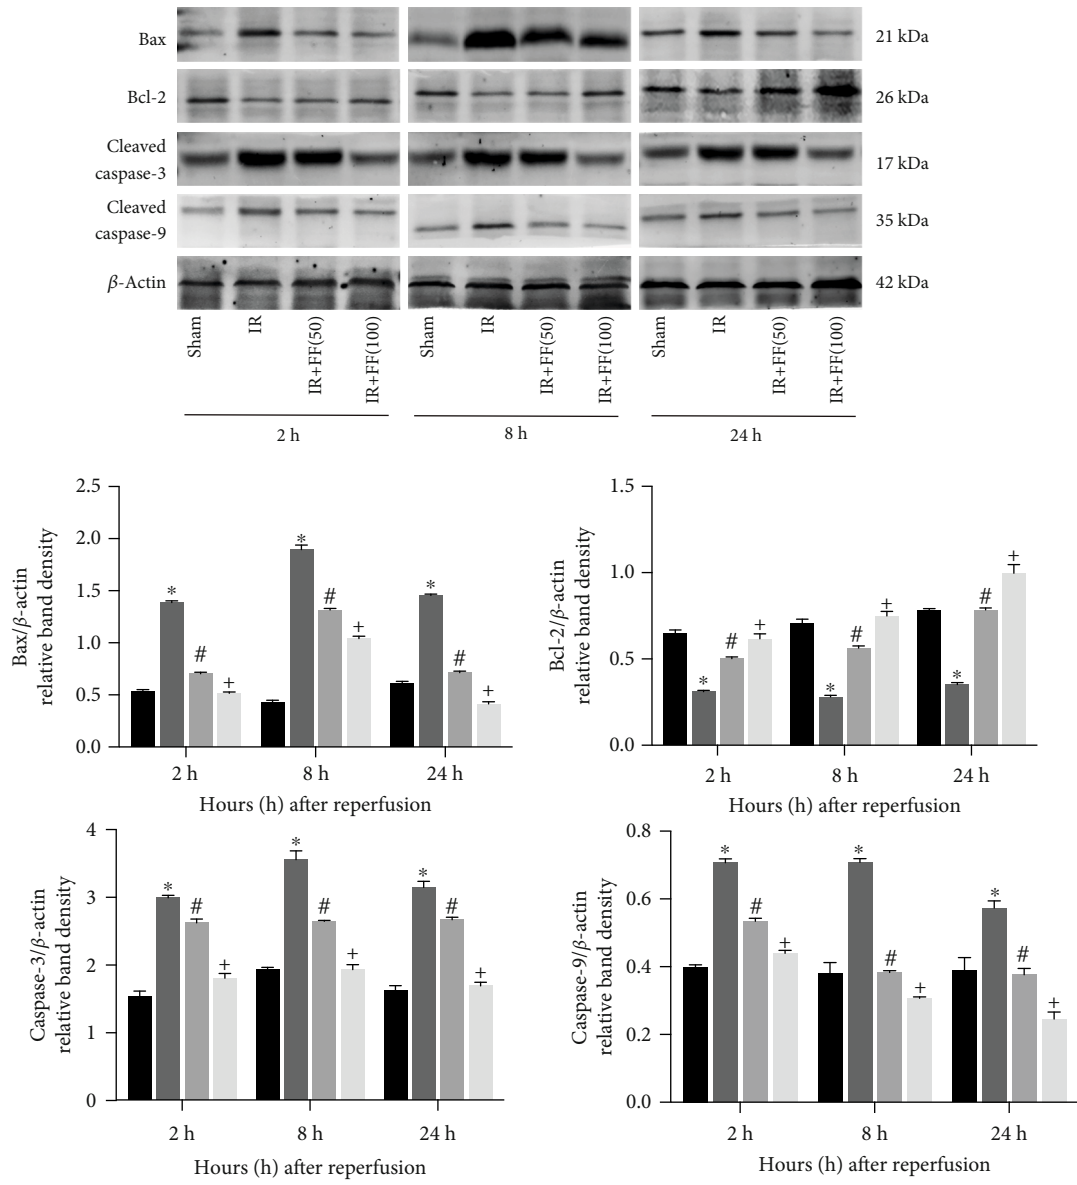 Bax
21 kDa
Bcl-2
26 kDa
Cleaved
caspase-3
17 kDa
Cleaved
caspase-9
35 kDa
β-Actin
42 kDa
Sham
IR
IR+FF(50)
IR+FF(100)
Sham
IR
IR+FF(50)
IR+FF(100)
Sham
IR
IR+FF(50)
IR+FF(100)
2 h
8 h
24 h
Bax/β-actin
relative band density
2.5
2.0
1.5
1.0
0.5
0.0
*
#
+
*
#
+
*
#
+
2 h
8 h
24 h
Hours (h) after reperfusion
Bcl-2/β-actin
relative band density
1.5
1.0
0.5
0.0
*
#
+
*
#
+
*
#
+
2 h
8 h
24 h
Hours (h) after reperfusion
Caspase-3/β-actin
relative band density
4
3
2
1
0
*
#
+
*
#
+
*
#
+
2 h
8 h
24 h
Hours (h) after reperfusion
Caspase-9/β-actin
relative band density
0.8
0.6
0.4
0.2
0.0
*
#
+
*
#
+
*
#
+
2 h
8 h
24 h
Hours (h) after reperfusion